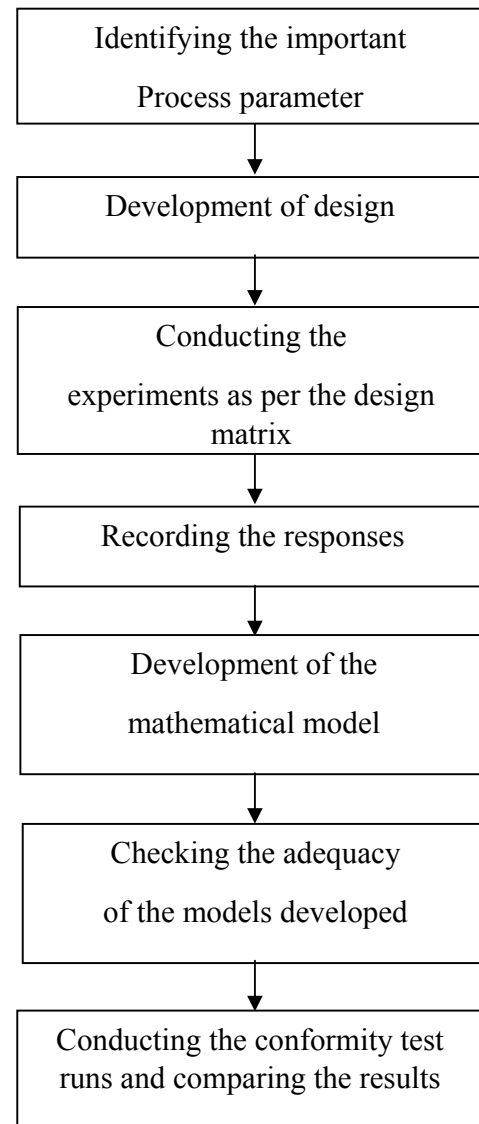 Identifying the important
Process parameter
Development of design
Conducting the
experiments as per the design
matrix
Recording the responses
Development of the
mathematical model
Checking the adequacy
of the models developed
Conducting the conformity test
runs and comparing the results